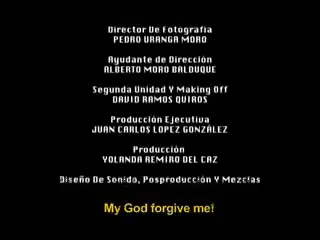 Director De Fotografía
PEDRO URANGA MORO
Ayudante de Dirección
ALBERTO MORO BALDUQUE
Segunda Unidad Y Making Off
DAVID RAMOS QUIROS
Producción Ejecutiva
JUAN CARLOS LOPEZ GONZÁLEZ
Producción
YOLANDA REMIRO DEL CAZ
Diseño De Sonido, Posproducción Y Mezclas
My God forgive me!